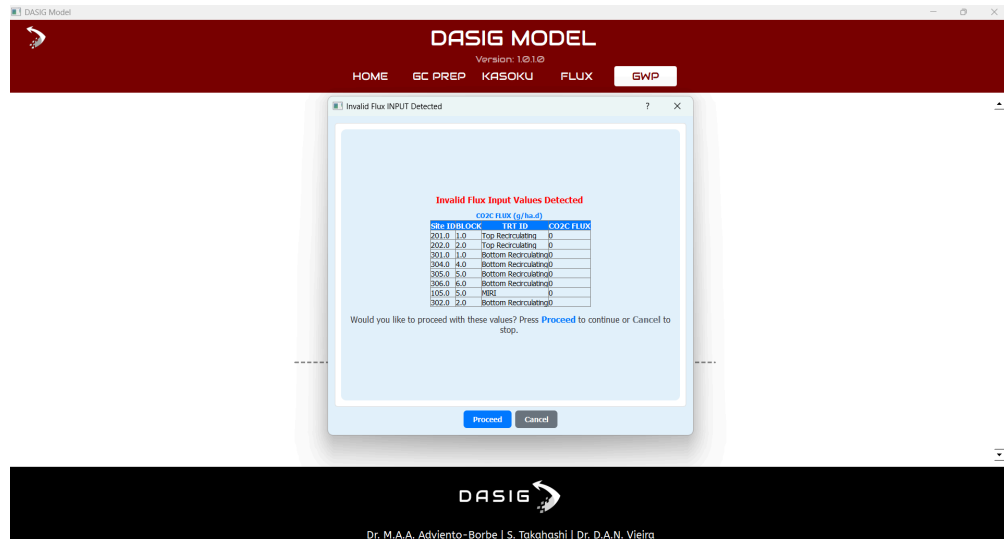 DASIG Model
DASIG MODEL
Version: 1.0.1.0
HOME GC PREP KASOKU FLUX GWP
Invalid Flux INPUT Detected
Invalid Flux Input Values Detected
CO2C FLUX (g/ha.d)
Site ID BLOCK TRT ID CO2C FLUX
201.0 1.0 Top Recirculating 0
202.0 2.0 Top Recirculating 0
301.0 1.0 Bottom Recirculating 0
304.0 4.0 Bottom Recirculating 0
305.0 5.0 Bottom Recirculating 0
306.0 6.0 Bottom Recirculating 0
105.0 5.0 MIRI 0
302.0 2.0 Bottom Recirculating 0
Would you like to proceed with these values? Press Proceed to continue or Cancel to
stop.
Proceed Cancel
DASIG
Dr. M.A.A. Adviento-Borbe | S. Takahashi | Dr. D.A.N. Vieira